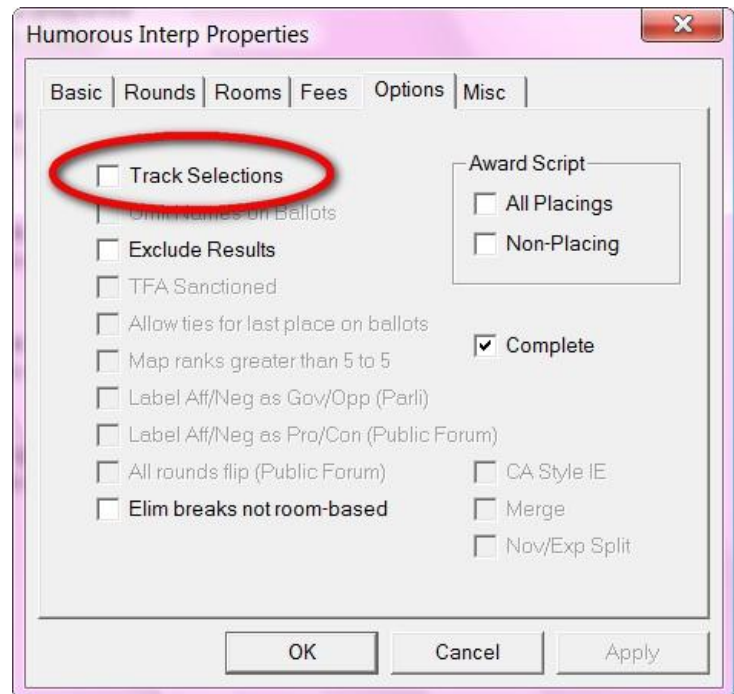 Humorous Interp Properties
Basic Rounds Rooms Fees Options Misc
Track Selections
Omit Names on Ballots
Exclude Results
TFA Sanctioned
Allow ties for last place on ballots
Map ranks greater than 5 to 5
Label Aff/Neg as Gov/Opp (Parli)
Label Aff/Neg as Pro/Con (Public Forum)
All rounds flip (Public Forum)
Elim breaks not room-based
Award Script
All Placings
Non-Placing
Complete
CA Style IE
Merge
Nov/Exp Split
OK Cancel Apply